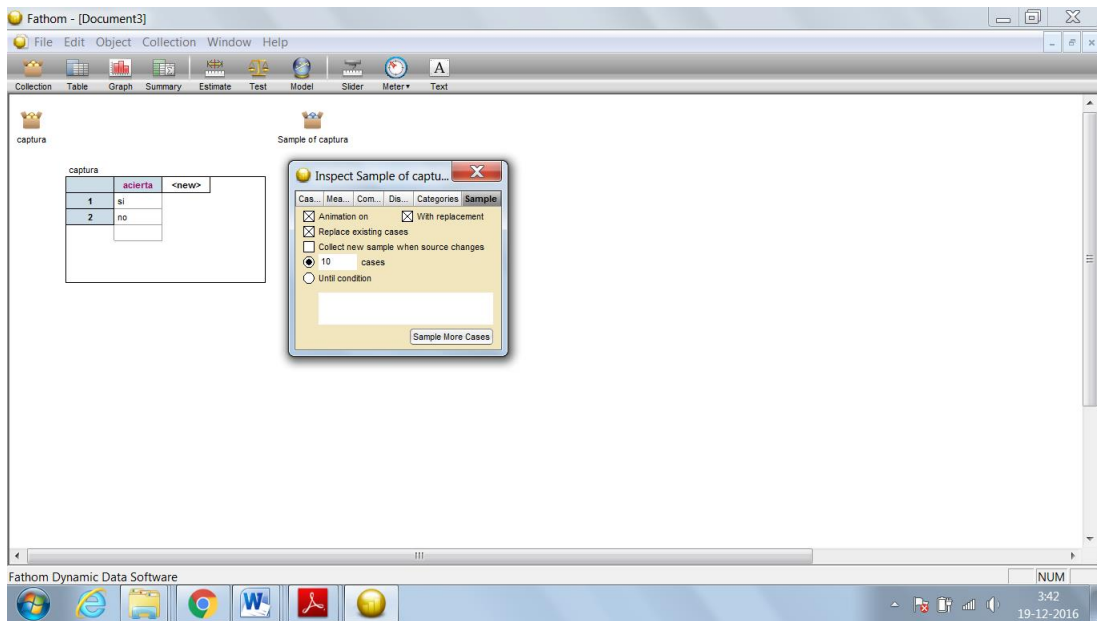 Fathom - [Document3]
File Edit Object Collection Window Help
Collection Table Graph Summary Estimate Test Model Slider Meter Text
captura
Sample of captura
captura
acierta <new>
1 si
2 no
Inspect Sample of captu...
Cas... Mea... Com... Dis... Categories Sample
Animation on With replacement
Replace existing cases
Collect new sample when source changes
10 cases
Until condition
Sample More Cases
Fathom Dynamic Data Software
NUM
3:42
19-12-2016